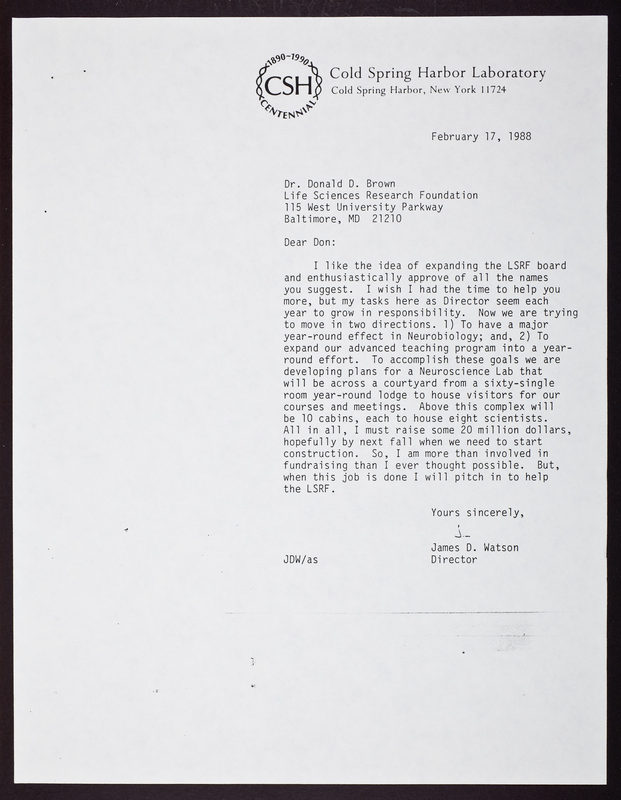 1890-1990
CSH
CENTENNIAL
Cold Spring Harbor Laboratory
Cold Spring Harbor, New York 11724
February 17, 1988
Dr. Donald D. Brown
Life Sciences Research Foundation
115 West University Parkway
Baltimore, MD  21210
Dear Don:
I like the idea of expanding the LSRF board
and enthusiastically approve of all the names
you suggest.  I wish I had the time to help you
more, but my tasks here as Director seem each
year to grow in responsibility.  Now we are trying
to move in two directions. 1) To have a major
year-round effect in Neurobiology; and, 2) To
expand our advanced teaching program into a year-
round effort.  To accomplish these goals we are
developing plans for a Neuroscience Lab that
will be across a courtyard from a sixty-single
room year-round lodge to house visitors for our
courses and meetings.  Above this complex will
be 10 cabins, each to house eight scientists.
All in all, I must raise some 20 million dollars,
hopefully by next fall when we need to start
construction.  So, I am more than involved in
fundraising than I ever thought possible.  But,
when this job is done I will pitch in to help
the LSRF.
Yours sincerely,
James D. Watson
JDW/as Director